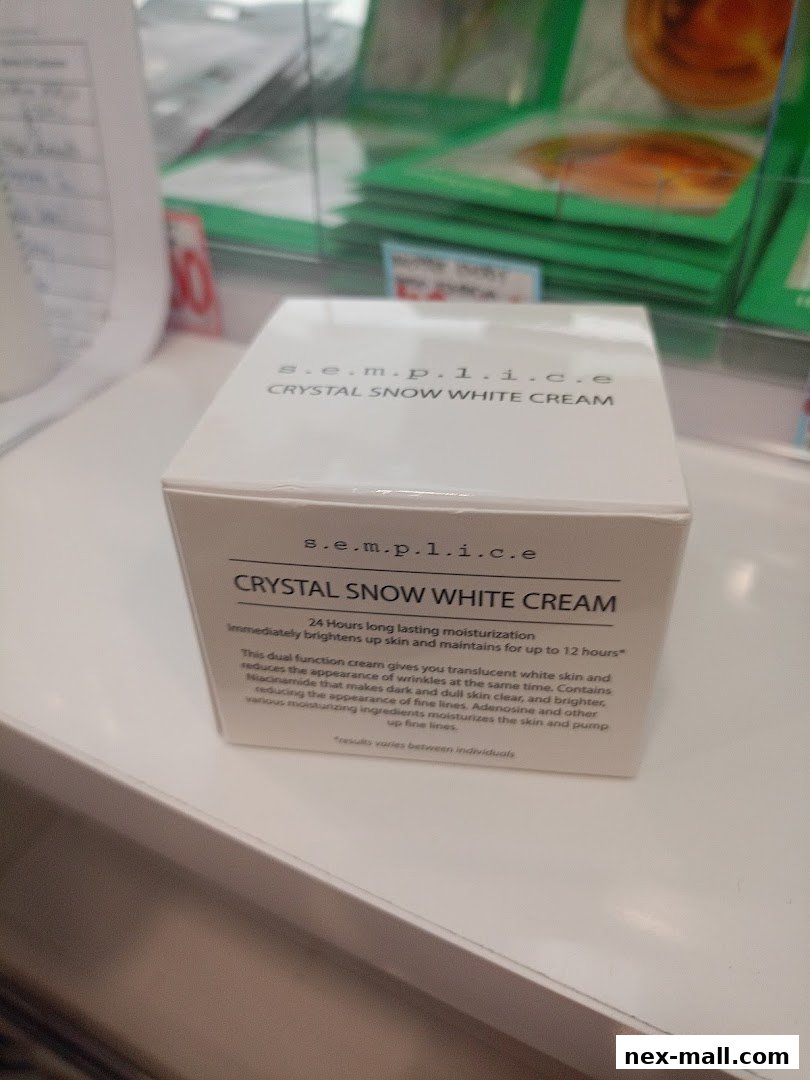 s.e.m.p.l.i.c.e
CRYSTAL SNOW WHITE CREAM
s.e.m.p.l.i.c.e
CRYSTAL SNOW WHITE CREAM
24 Hours long lasting moisturization
Immediately brightens up skin and maintains for up to 12 hours*
This dual function cream gives you translucent white skin and
reduces the appearance of wrinkles at the same time. Contains
Niacinamide that makes dark and dull skin clear, and brighter,
reducing the appearance of fine lines. Adenosine and other
various moisturizing ingredients moisturizes the skin and pump
up fine lines.
*results varies between individuals
nex-mall.com